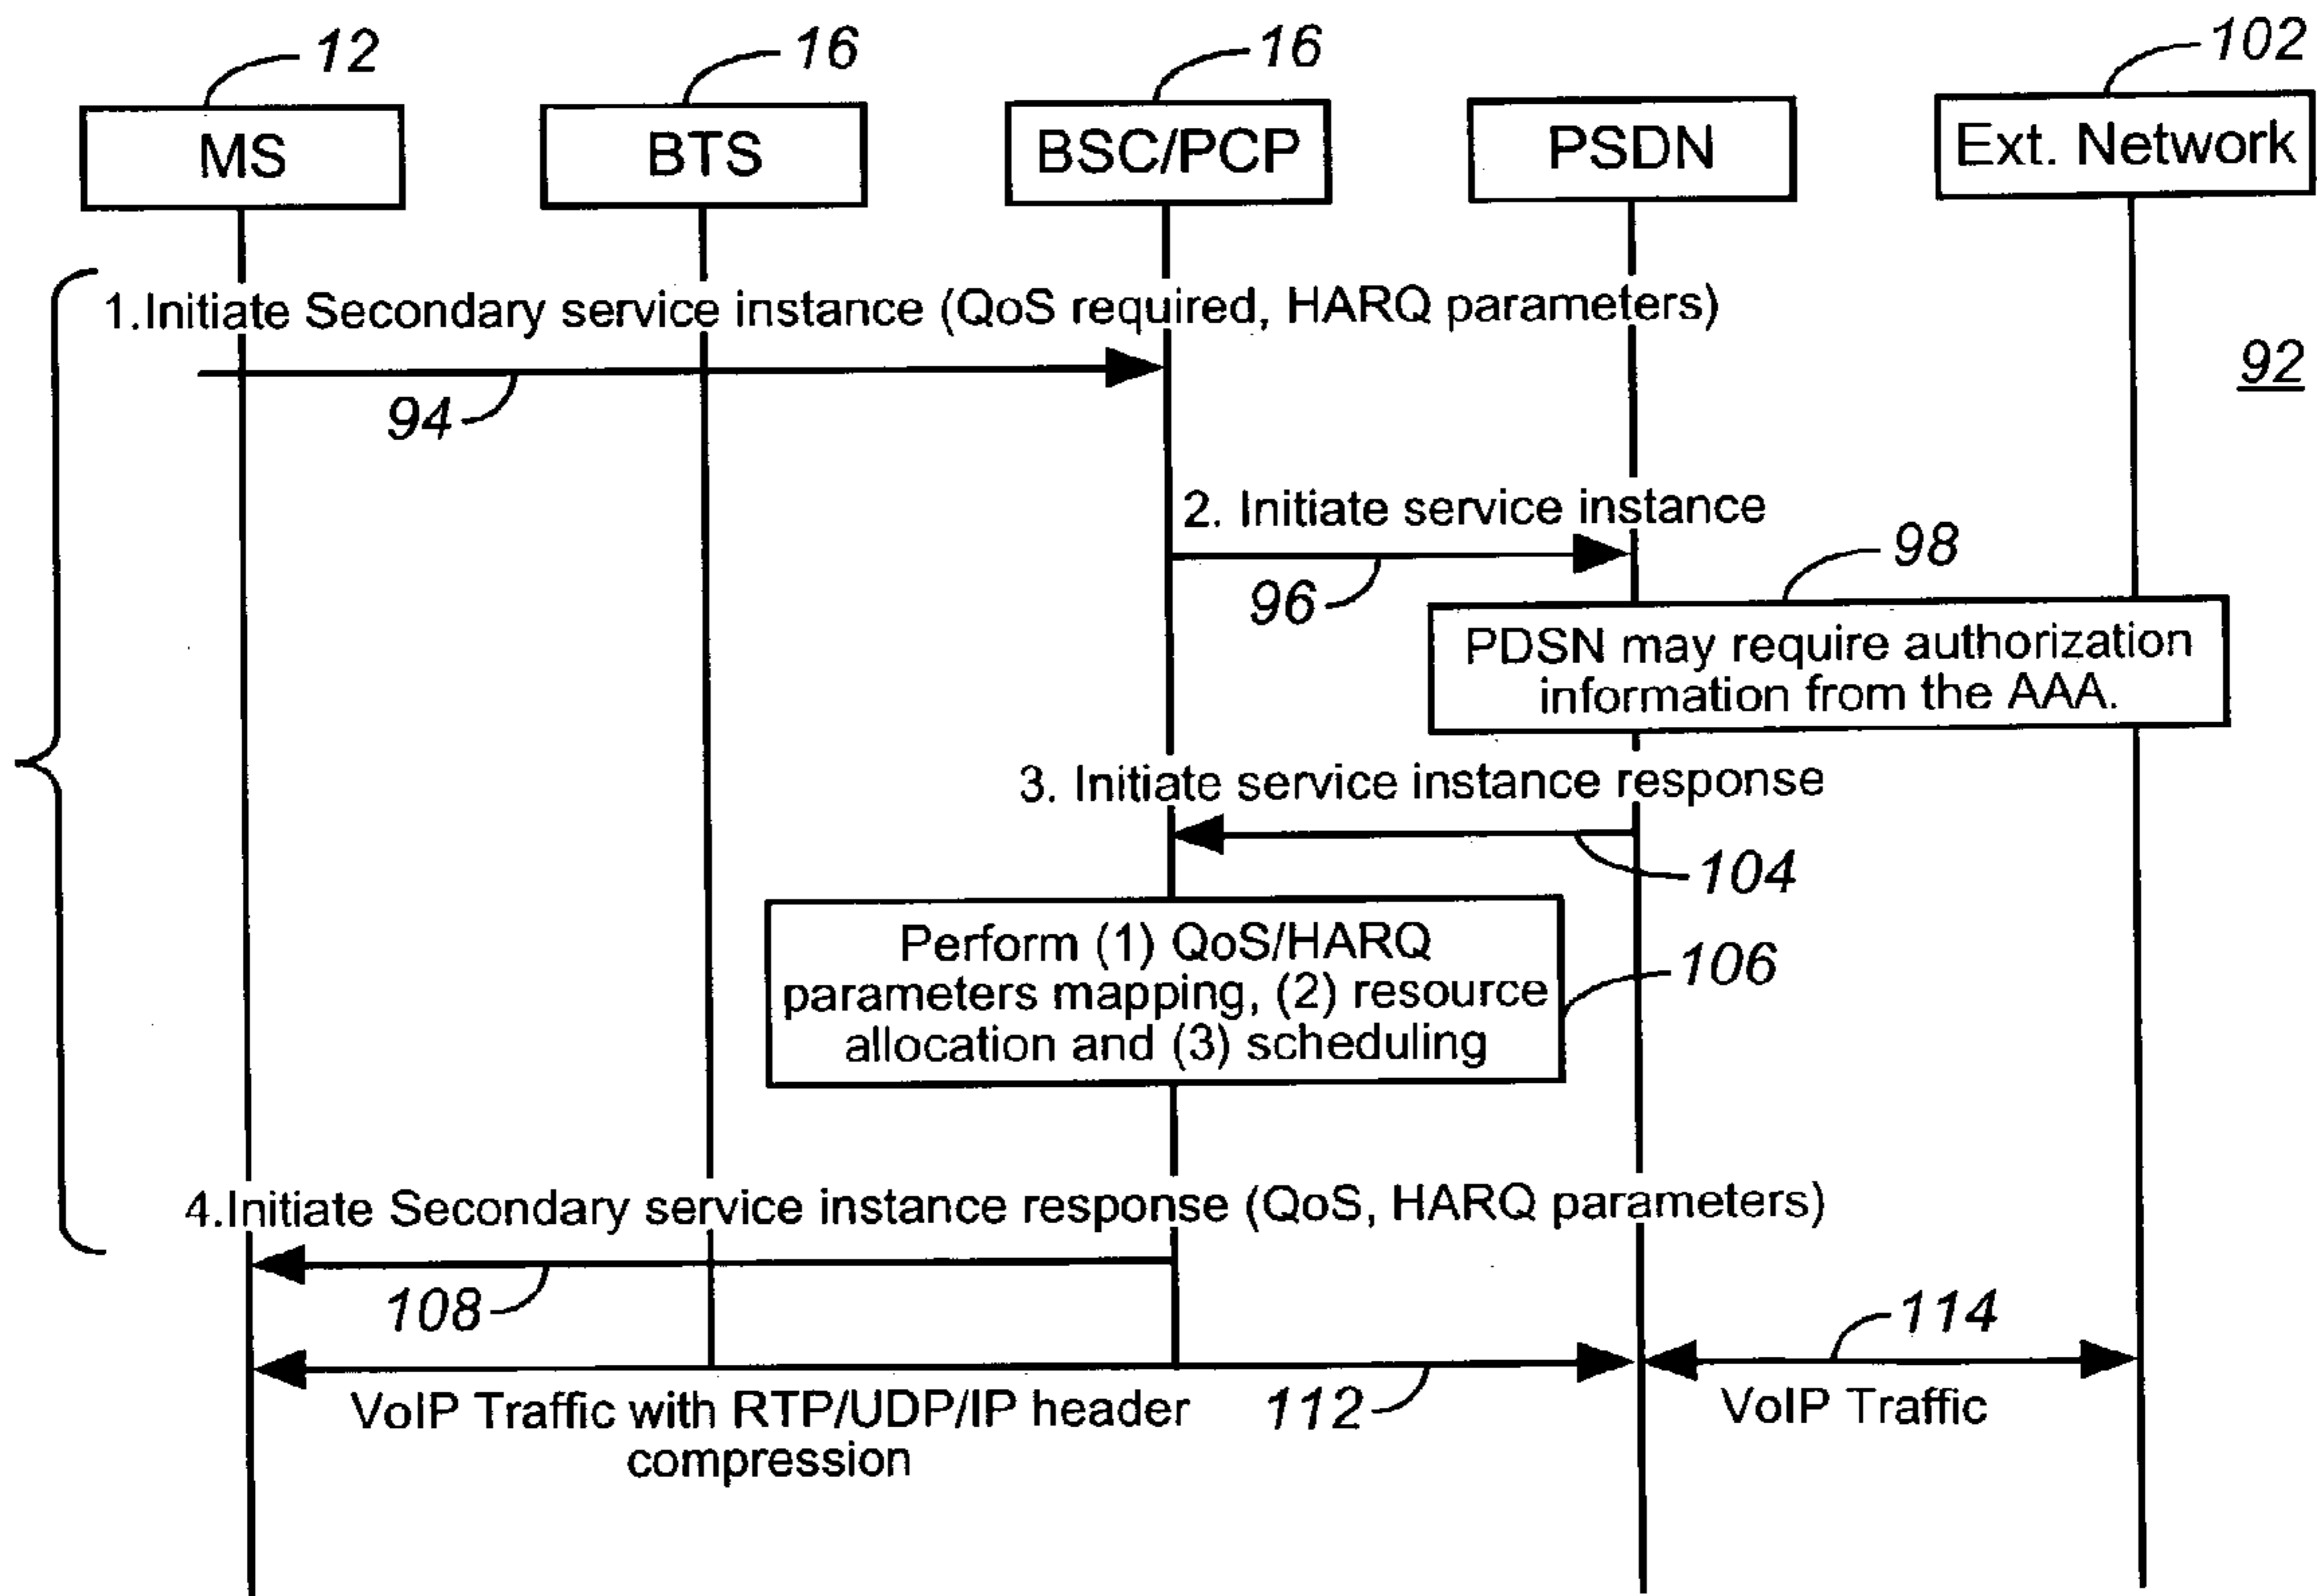 12
16
16
102
MS
BTS
BSC/PCP
PSDN
Ext. Network
1.Initiate Secondary service instance (QoS required, HARQ parameters)
92
94
2. Initiate service instance
98
96
PDSN may require authorization
information from the AAA.
3. Initiate service instance response
104
Perform (1) QoS/HARQ
parameters mapping, (2) resource
allocation and (3) scheduling
106
4.Initiate Secondary service instance response (QoS, HARQ parameters)
108
114
VoIP Traffic with RTP/UDP/IP header
compression
112
VoIP Traffic